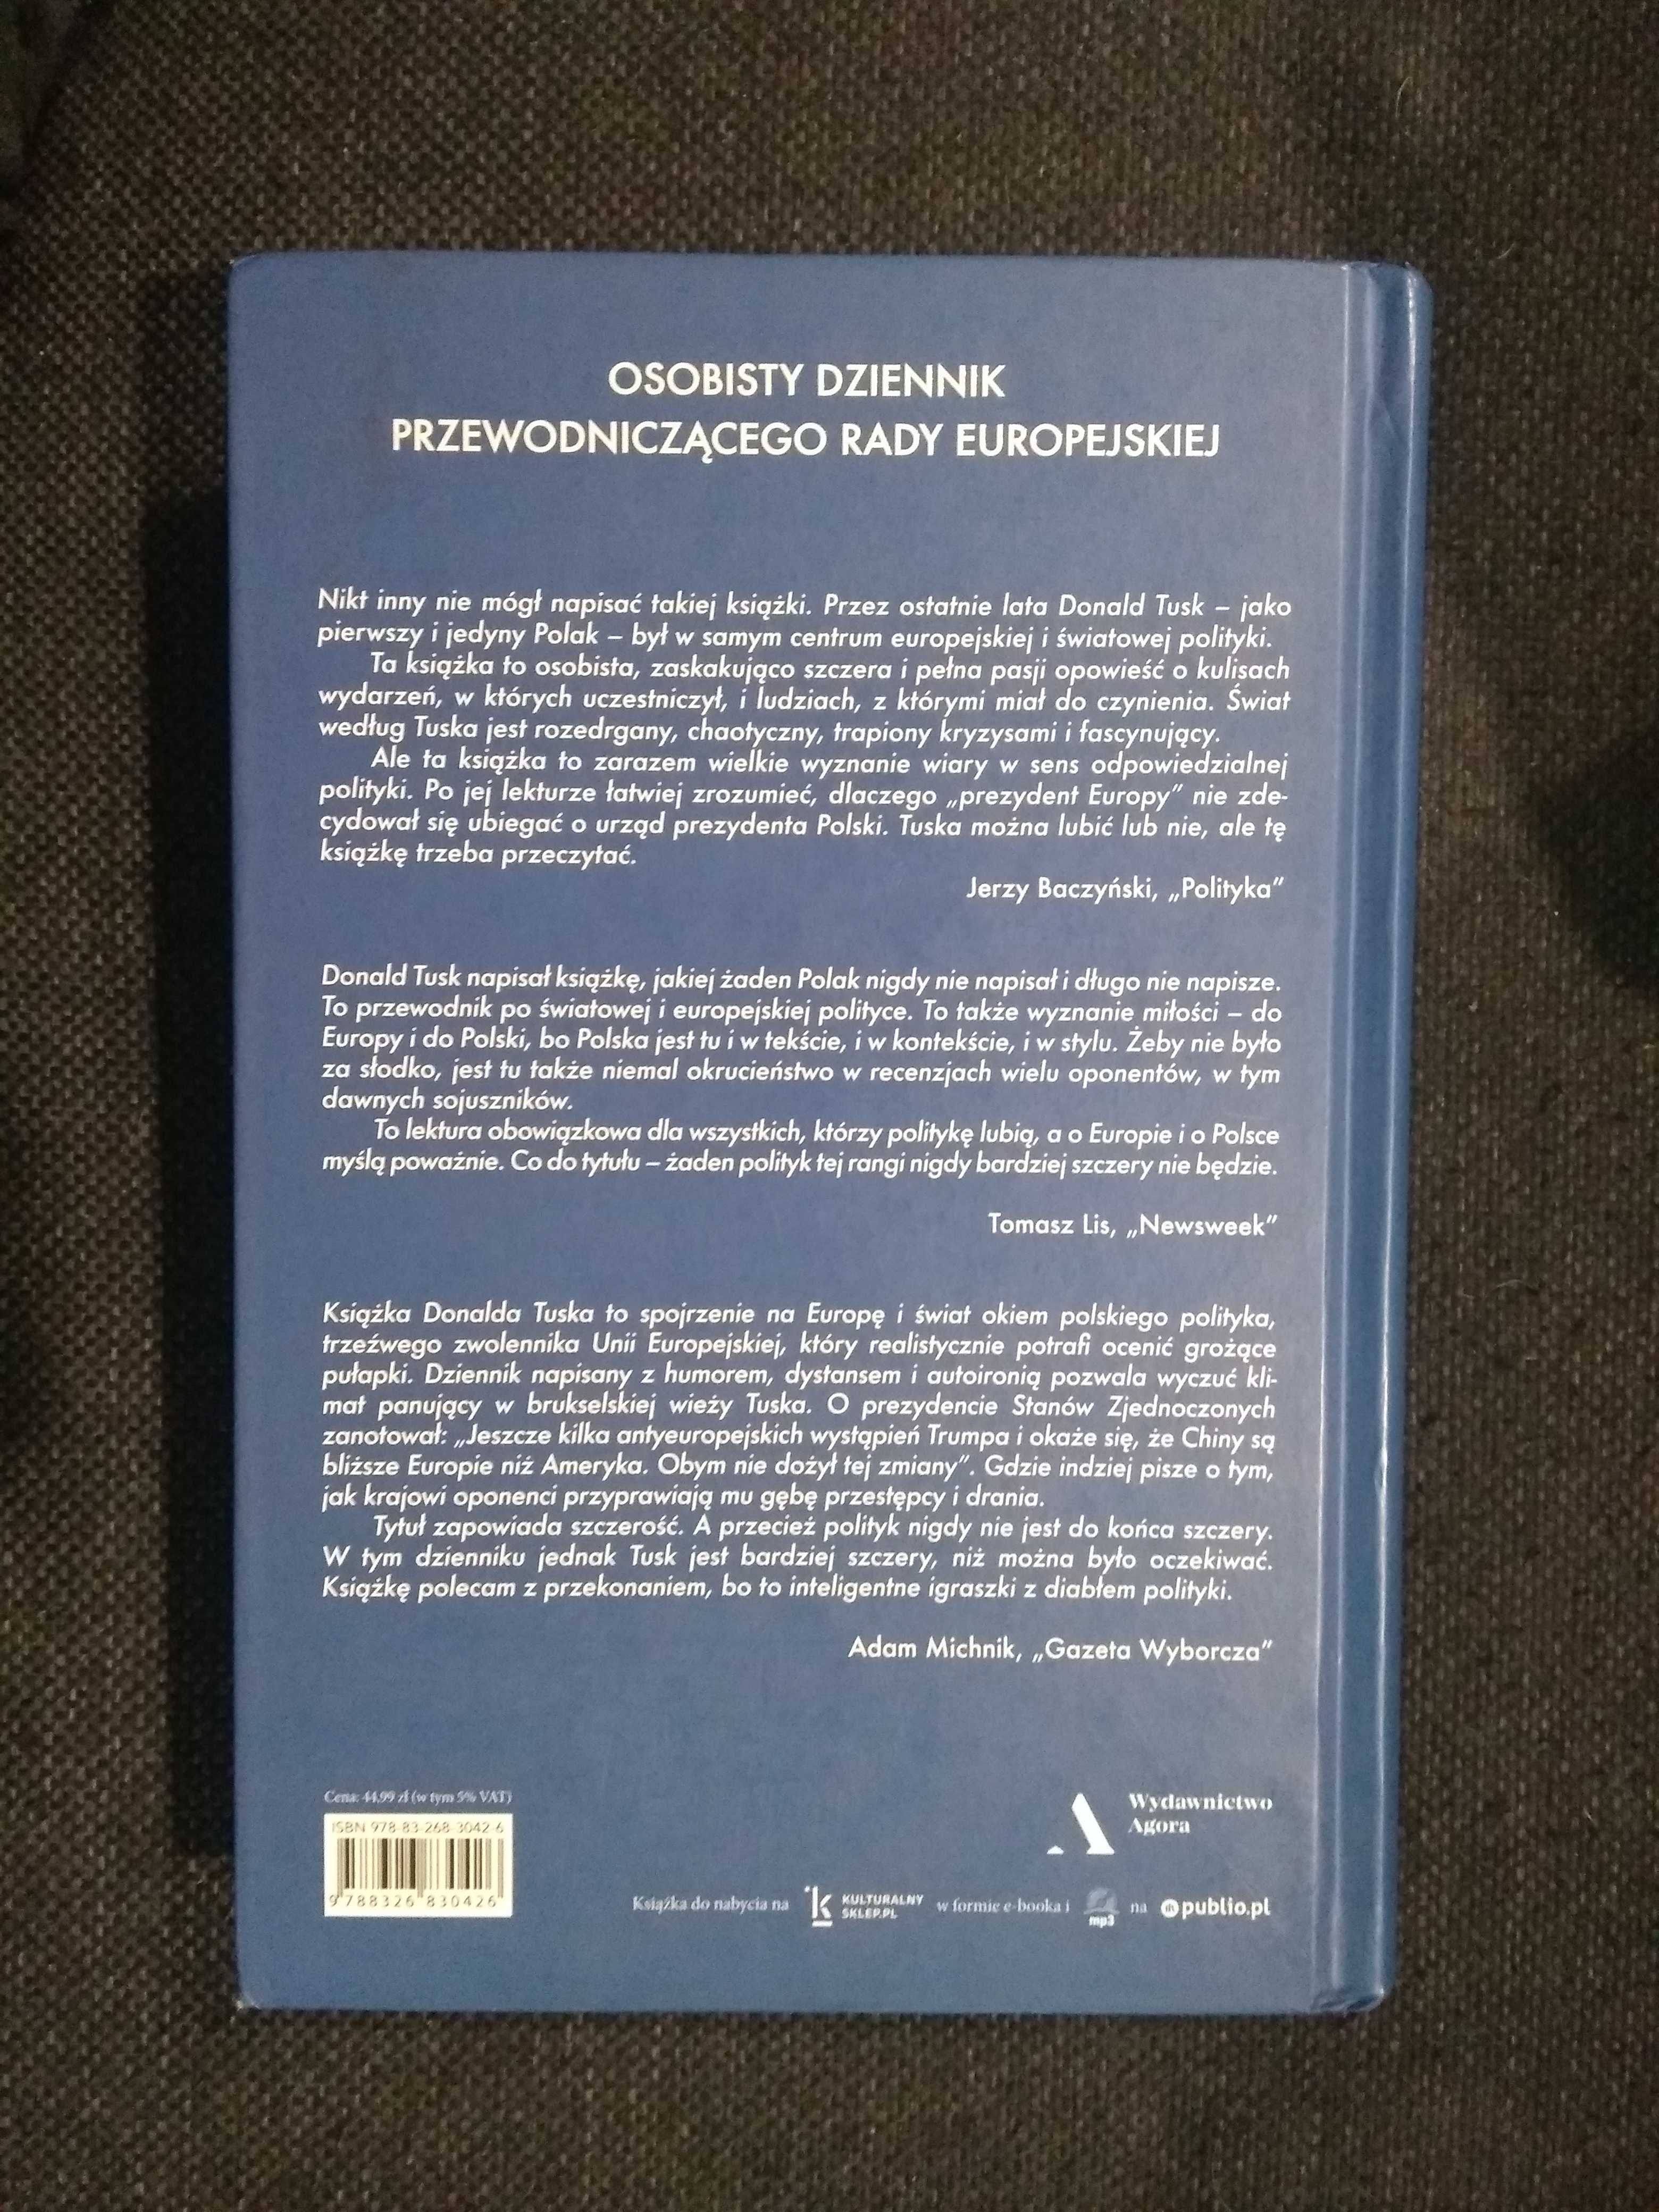 OSOBISTY DZIENNIK
PRZEWODNICZĄCEGO RADY EUROPEJSKIEJ
Nikt inny nie mógł napisać takiej książki. Przez ostatnie lata Donald Tusk – jako
pierwszy i jedyny Polak – był w samym centrum europejskiej i światowej polityki.
Ta książka to osobista, zaskakująco szczera i pełna pasji opowieść o kulisach
wydarzeń, w których uczestniczył, i ludziach, z którymi miał do czynienia. Świat
według Tuska jest rozedrgany, chaotyczny, trapiony kryzysami i fascynujący.
Ale ta książka to zarazem wielkie wyznanie wiary w sens odpowiedzialnej
polityki. Po jej lekturze łatwiej zrozumieć, dlaczego „prezydent Europy” nie zde-
cydował się ubiegać o urząd prezydenta Polski. Tuska można lubić lub nie, ale tę
książkę trzeba przeczytać.
Jerzy Baczyński, „Polityka”
Donald Tusk napisał książkę, jakiej żaden Polak nigdy nie napisał i długo nie napisze.
To przewodnik po światowej i europejskiej polityce. To także wyznanie miłości – do
Europy i do Polski, bo Polska jest tu i w tekście, i w kontekście, i w stylu. Żeby nie było
za słodko, jest tu także niemal okrucieństwo w recenzjach wielu oponentów, w tym
dawnych sojuszników.
To lektura obowiązkowa dla wszystkich, którzy politykę lubią, a o Europie i o Polsce
myślą poważnie. Co do tytułu – żaden polityk tej rangi nigdy bardziej szczery nie będzie.
Tomasz Lis, „Newsweek”
Książka Donalda Tuska to spojrzenie na Europę i świat okiem polskiego polityka,
trzeźwego zwolennika Unii Europejskiej, który realistycznie potrafi ocenić grożące
pułapki. Dziennik napisany z humorem, dystansem i autoironią pozwala wyczuć kli-
mat panujący w brukselskiej wieży Tuska. O prezydencie Stanów Zjednoczonych
zanotował: „Jeszcze kilka antyeuropejskich wystąpień Trumpa i okaże się, że Chiny są
bliższe Europie niż Ameryka. Obym nie dożył tej zmiany”. Gdzie indziej pisze o tym,
jak krajowi oponenci przyprawiają mu gębę przestępcy i drania.
Tytuł zapowiada szczerość. A przecież polityk nigdy nie jest do końca szczery.
W tym dzienniku jednak Tusk jest bardziej szczery, niż można było oczekiwać.
Książkę polecam z przekonaniem, bo to inteligentne igraszki z diabłem polityki.
Adam Michnik, „Gazeta Wyborcza”
Cena: 44,99 zł (w tym 5% VAT)
ISBN 978-83-268-3042-6
9 788326 830426
Wydawnictwo
Agora
Książka do nabycia na k KULTURALNY SKLEP.PL w formie e-booka i mp3 na publio.pl